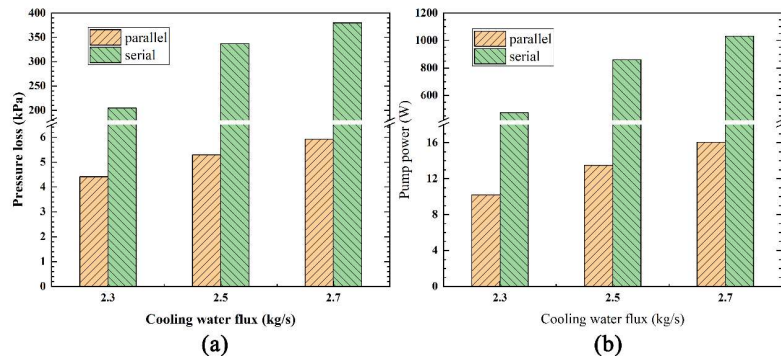 400
350
300
250
200
6
5
4
3
2
1
0
Pressure loss (kPa)
parallel
serial
2.3
2.5
2.7
Cooling water flux (kg/s)
(a)
1200
1000
800
600
16
12
8
4
0
Pump power (W)
parallel
serial
2.3
2.5
2.7
Cooling water flux (kg/s)
(b)